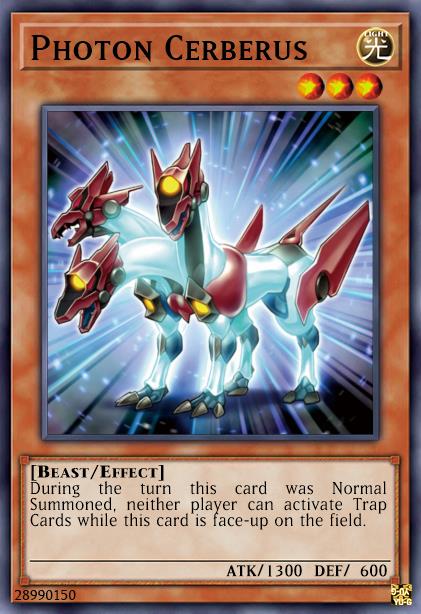 PHOTON CERBERUS
LIGHT
光
[BEAST/EFFECT]
During the turn this card was Normal
Summoned, neither player can activate Trap
Cards while this card is face-up on the field.
ATK/1300 DEF/ 600
28990150